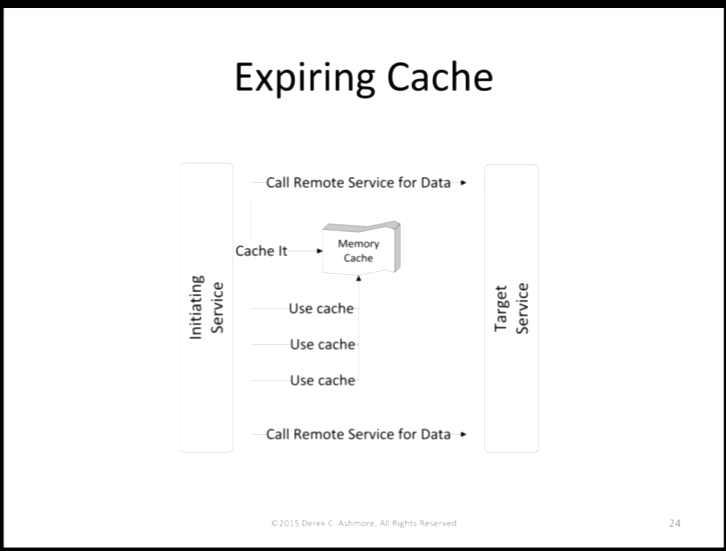 Expiring Cache
Call Remote Service for Data
Cache It
Memory
Cache
Initiating
Service
Target
Service
Use cache
Use cache
Use cache
Call Remote Service for Data
©2015 Derek C. Ashmore, All Rights Reserved
24